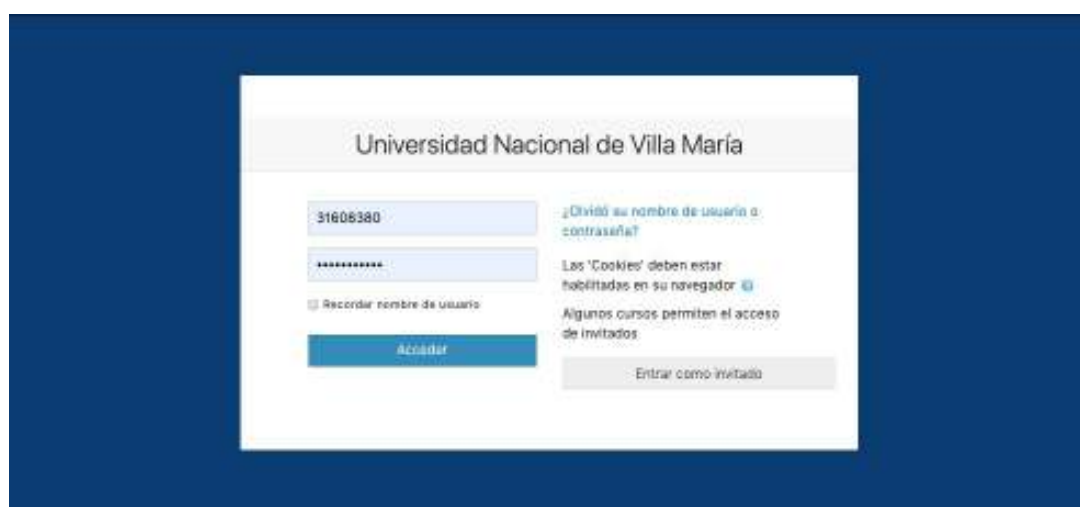 Universidad Nacional de Villa María
31608380
•••••••••••
Recordar nombre de usuario
Acceder
¿Olvidó su nombre de usuario o
contraseña?
Las 'Cookies' deben estar
habilitadas en su navegador
Algunos cursos permiten el acceso
de invitados
Entrar como invitado